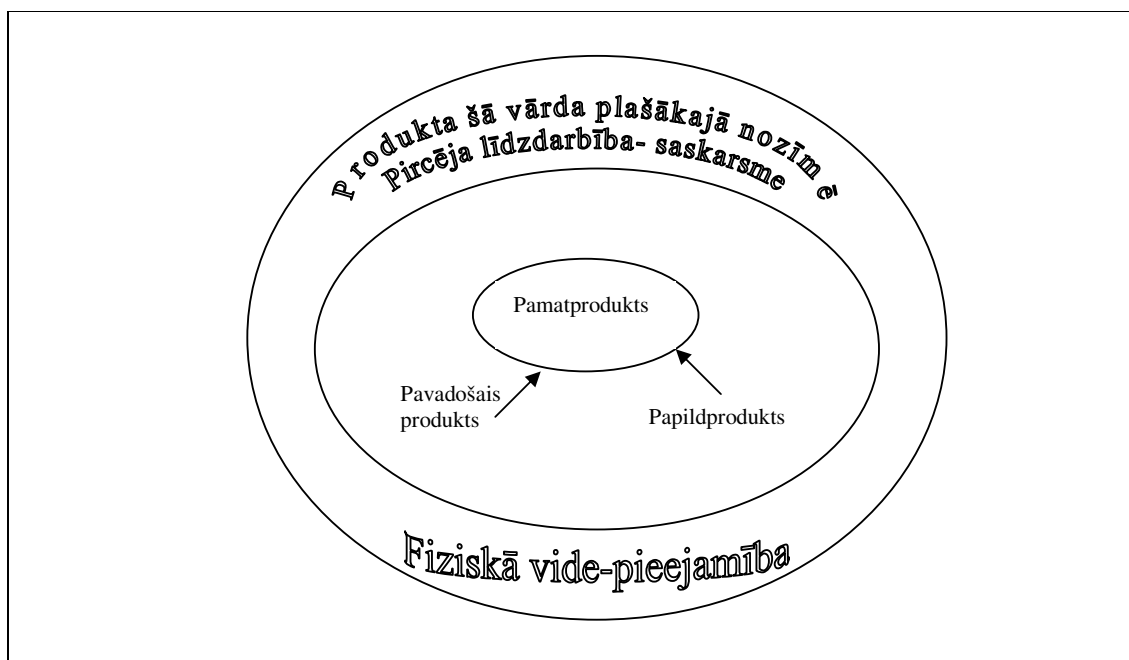 Produkta šā vārda plašākajā nozīmē
Pircēja līdzdarbība- saskarsme
Pamatprodukts
Pavadošais
produkts
Papildprodukts
Fiziskā vide-pieejamība